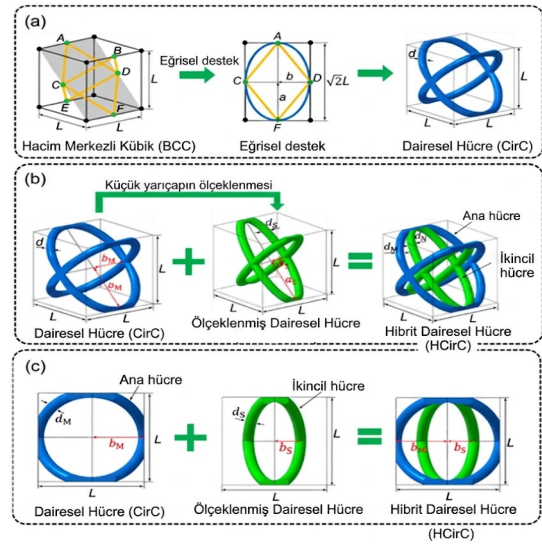 (a)
A
B
C
D
E
F
L
L
L
Hacim Merkezli Kübik (BCC)
Eğrisel destek
A
b
C
D
a
F
√2L
Eğrisel destek
d
L
L
L
Dairesel Hücre (CirC)
(b)
Küçük yarıçapın ölçeklenmesi
d
b_M
b_M
L
L
L
Dairesel Hücre (CirC)
+
d_S
L
L
L
Ölçeklenmiş Dairesel Hücre
=
Ana hücre
d_M
d_S
İkincil
hücre
L
L
L
Hibrit Dairesel Hücre
(HCirC)
(c)
Ana hücre
d_M
b_M
L
L
Dairesel Hücre (CirC)
+
İkincil hücre
d_S
b_S
L
L
Ölçeklenmiş Dairesel Hücre
=
b_S
L
L
Hibrit Dairesel Hücre
(HCirC)